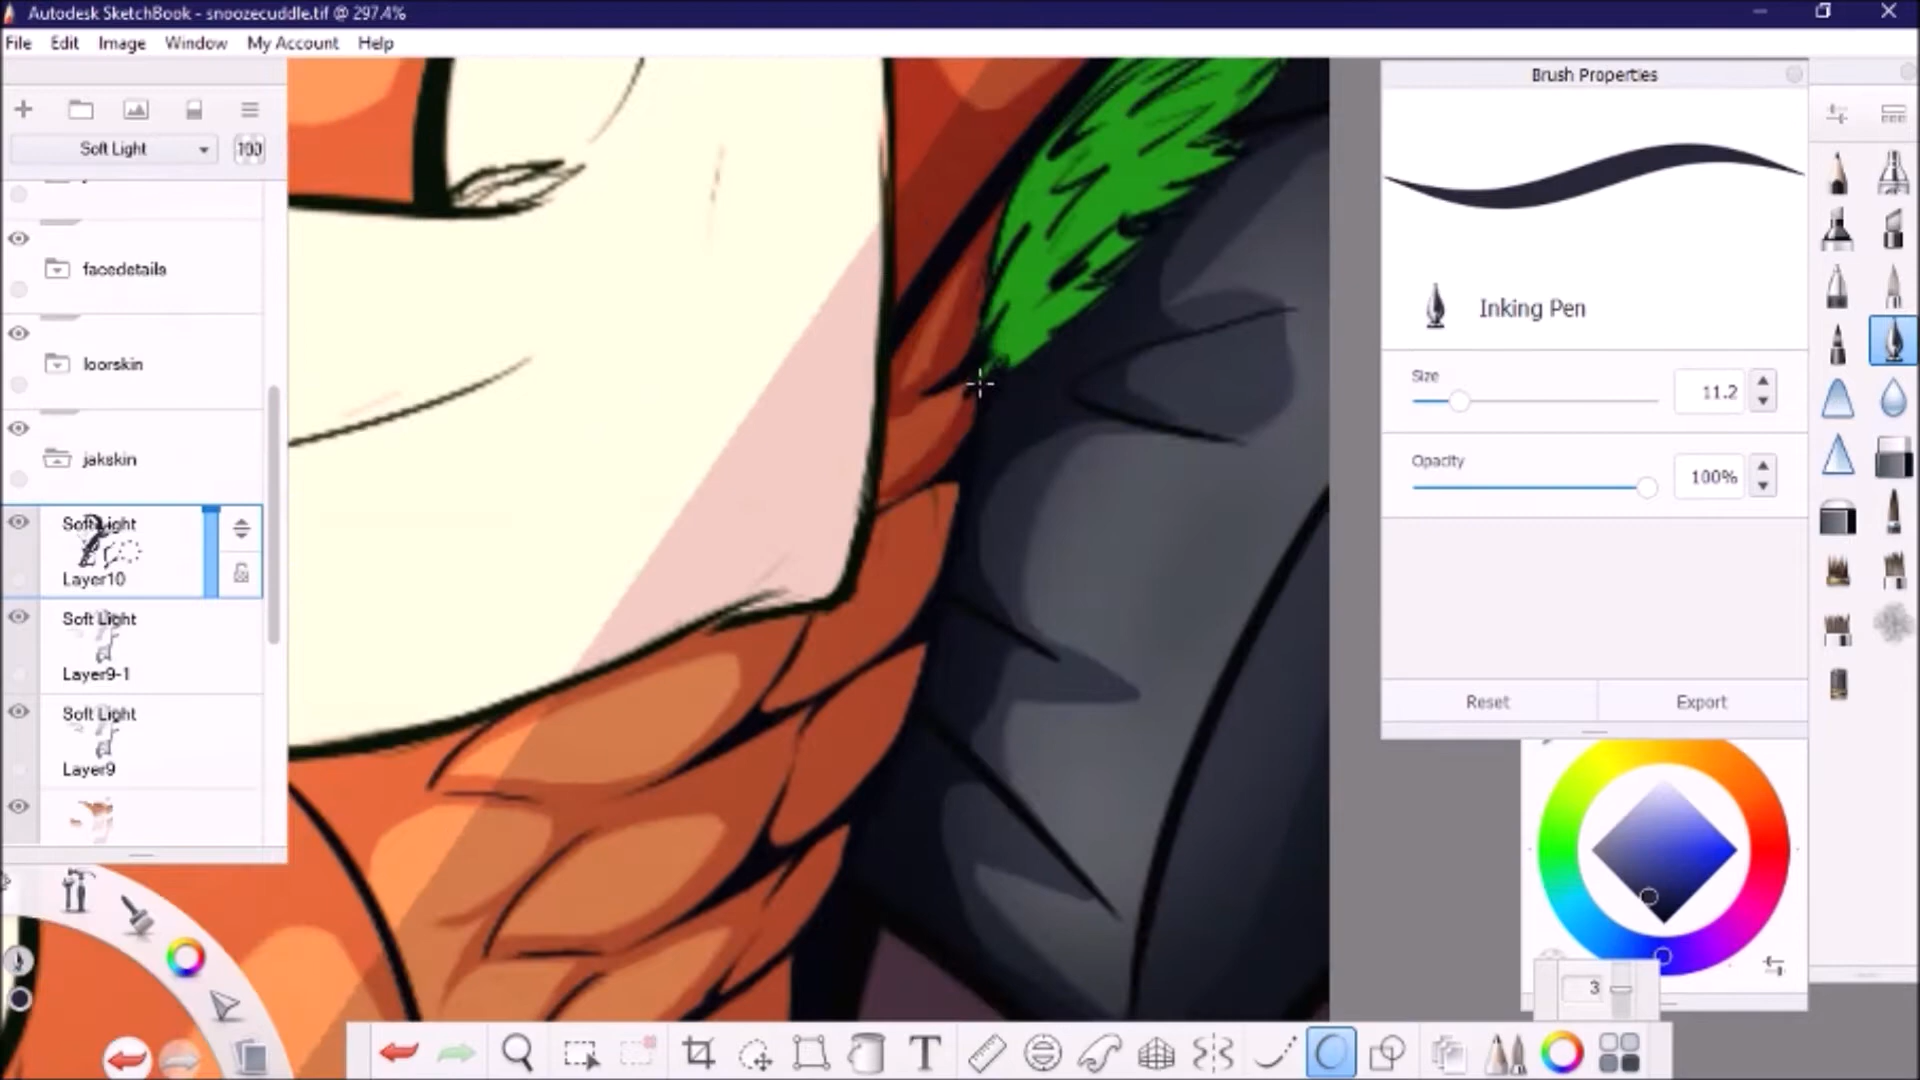 Autodesk SketchBook - snoozecuddle.tif @ 297.4%
File Edit Image Window My Account Help
Brush Properties
Soft Light 100
facedetails
Inking Pen
loorskin
Size
11.2
jakskin
Opacity
100%
Soft Light
Layer10
Soft Light
Layer9-1
Reset Export
Soft Light
Layer9
3
T